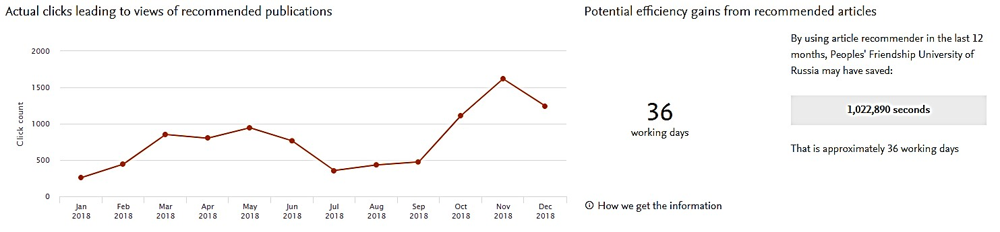 Actual clicks leading to views of recommended publications
2000
1500
1000
500
0
Click count
Jan 2018
Feb 2018
Mar 2018
Apr 2018
May 2018
Jun 2018
Jul 2018
Aug 2018
Sep 2018
Oct 2018
Nov 2018
Dec 2018
Potential efficiency gains from recommended articles
36
working days
By using article recommender in the last 12
months, Peoples' Friendship University of
Russia may have saved:
1,022,890 seconds
That is approximately 36 working days
How we get the information